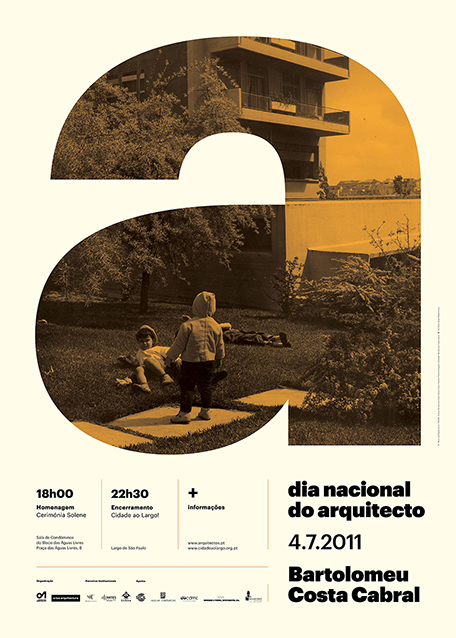 a
18h00
Homenagem
Cerimónia Solene
Sala de Condóminos
do Bloco das Águas Livres
Praça das Águas Livres, 8
22h30
Encerramento
Cidade ao Largo!
Largo de São Paulo
+
informações
www.arquitectos.pt
www.cidadeaolargo.org.pt
dia nacional
do arquitecto
4.7.2011
Bartolomeu
Costa Cabral
Organização
Parcerias Institucionais
Apoios